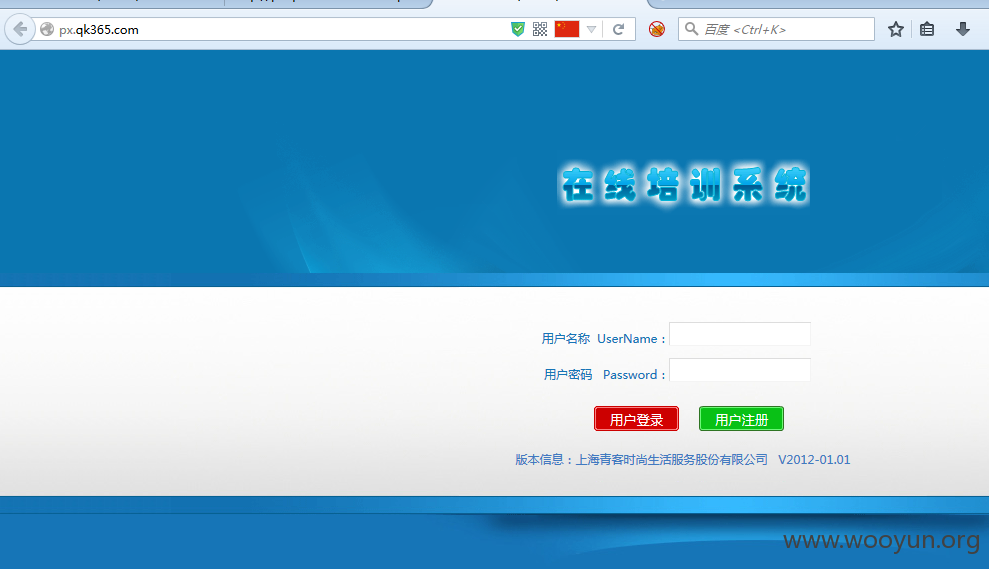 px.qk365.com
百度 <Ctrl+K>
在线培训系统
用户名称 UserName：
用户密码 Password：
用户登录 用户注册
版本信息：上海青客时尚生活服务股份有限公司 V2012-01.01
www.wooyun.org